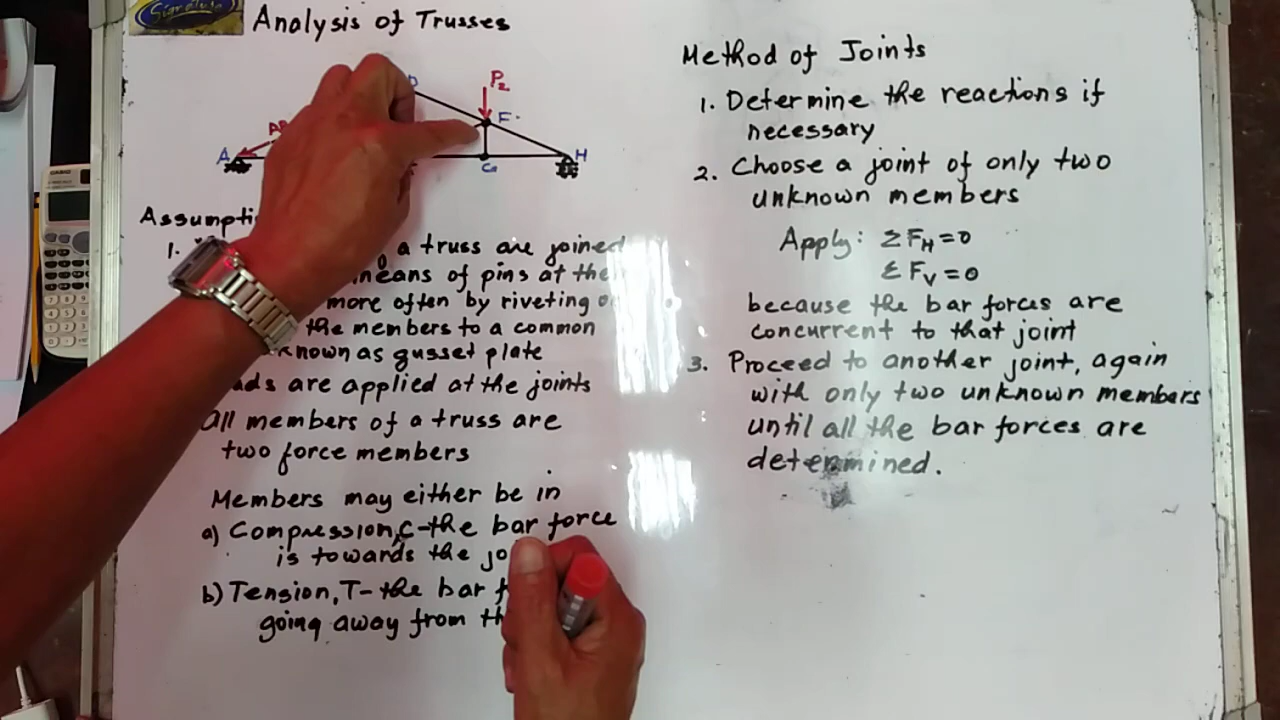 Signature
Analysis of Trusses
P2
D
F
A
AB
G
H
Assumpti
1.
g a truss are joined
means of pins at the
more often by riveting o
the members to a common
known as gusset plate
ads are applied at the joints
All members of a truss are
two force members
Members may either be in
a) Compression, C-the bar force
is towards the jo
b) Tension, T- the bar f
going away from th
Method of Joints
1. Determine the reactions if
necessary
2. Choose a joint of only two
unknown members
Apply: ΣFH=0
ΣFV=0
because the bar forces are
concurrent to that joint
3. Proceed to another joint, again
with only two unknown members
until all the bar forces are
determined.
CASIO